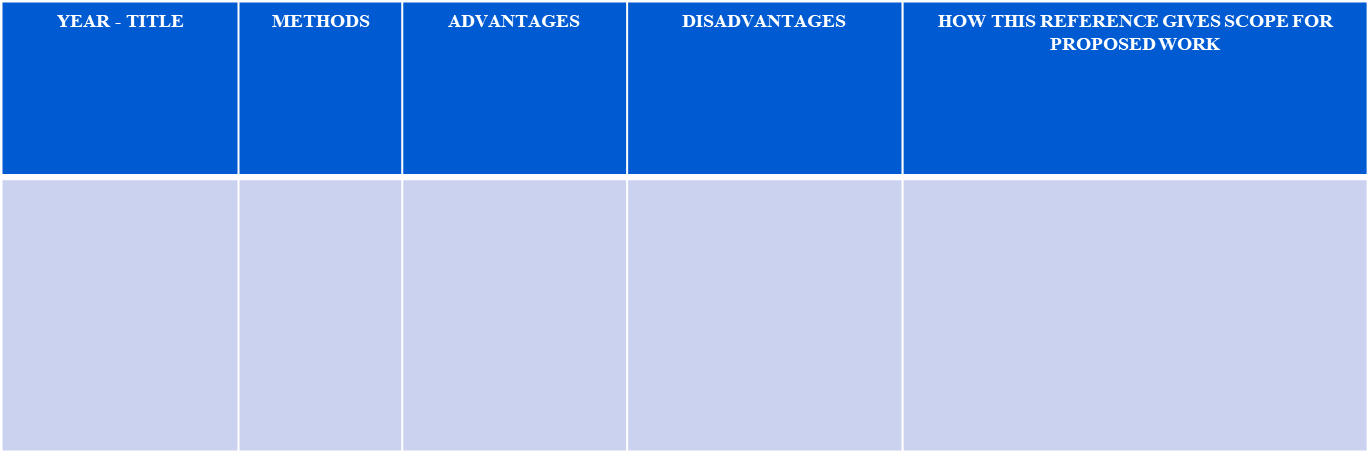 YEAR - TITLE
METHODS
ADVANTAGES
DISADVANTAGES
HOW THIS REFERENCE GIVES SCOPE FOR
PROPOSED WORK